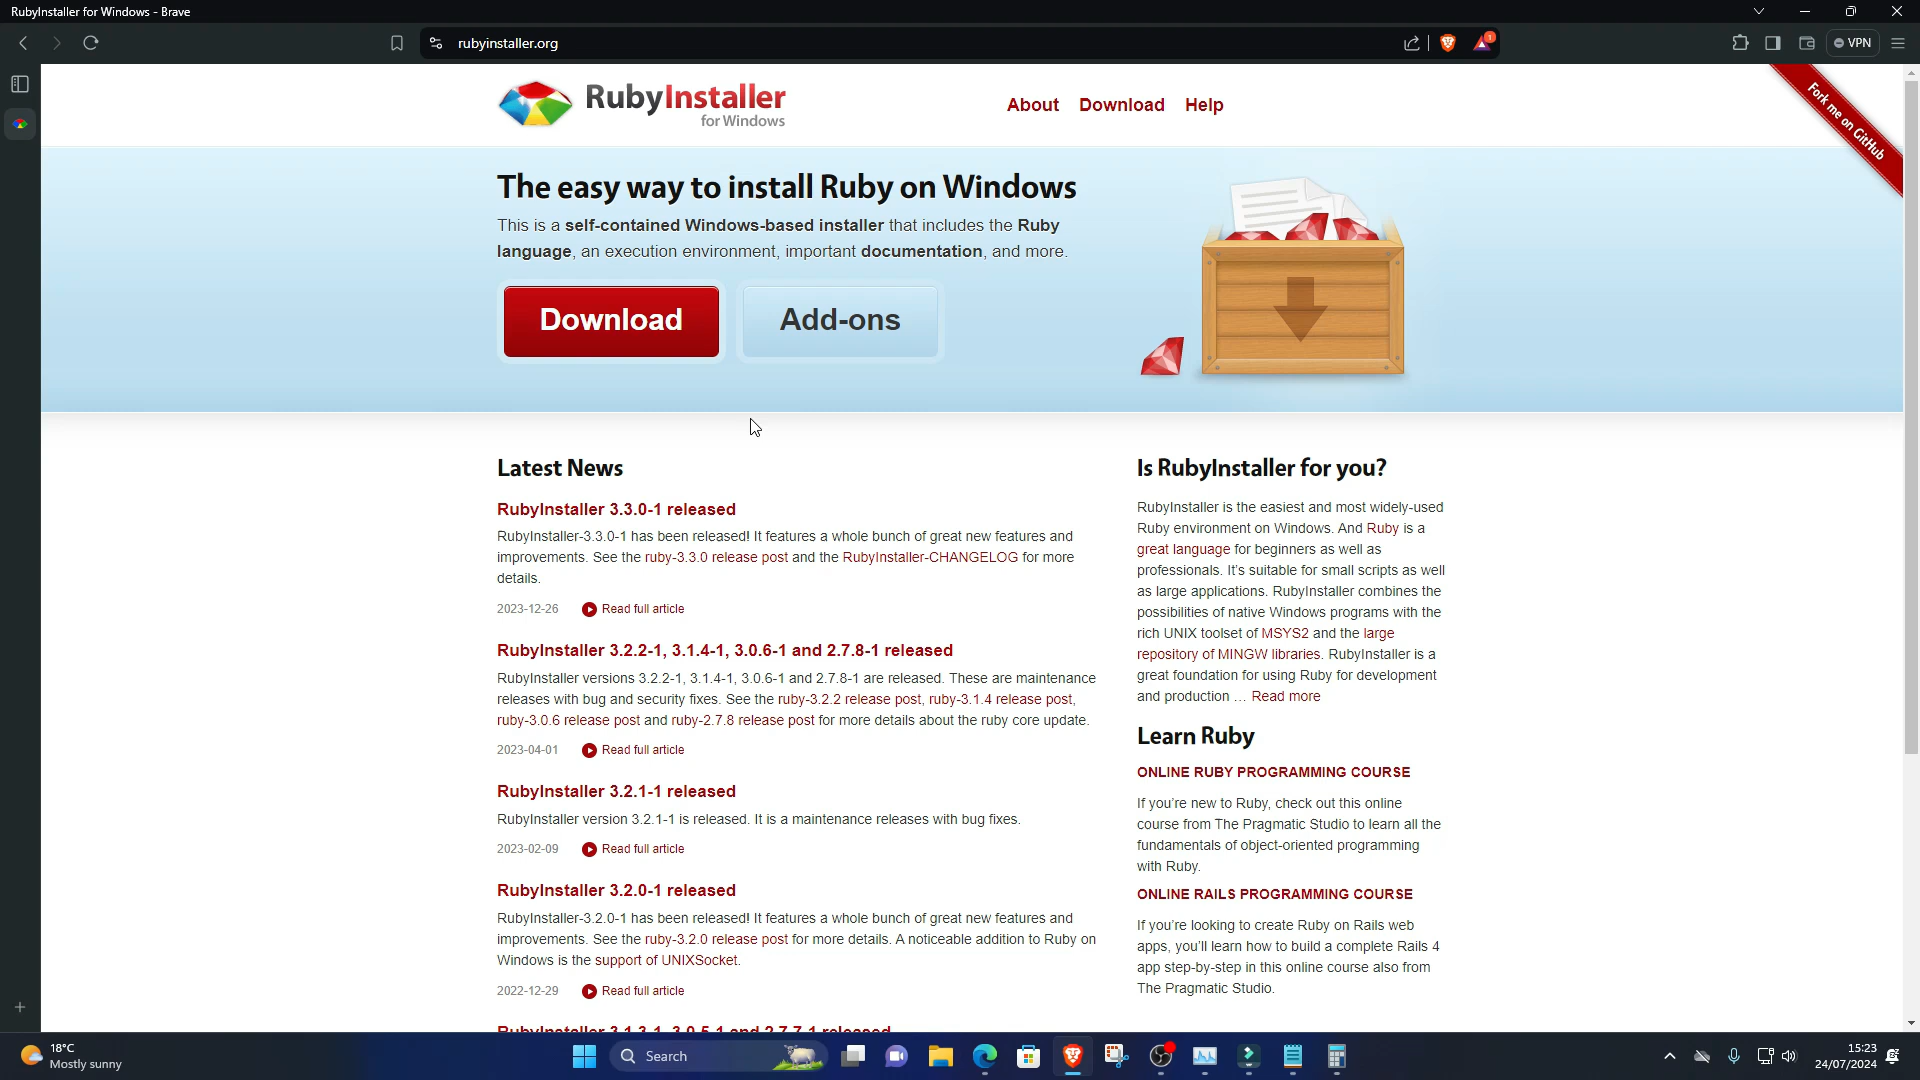 RubyInstaller for Windows - Brave
rubyinstaller.org
1
VPN
RubyInstaller
for Windows
About Download Help
Fork me on GitHub
The easy way to install Ruby on Windows
This is a self-contained Windows-based installer that includes the Ruby
language, an execution environment, important documentation, and more.
Download
Add-ons
Latest News
RubyInstaller 3.3.0-1 released
RubyInstaller-3.3.0-1 has been released! It features a whole bunch of great new features and
improvements. See the ruby-3.3.0 release post and the RubyInstaller-CHANGELOG for more
details.
2023-12-26 Read full article
RubyInstaller 3.2.2-1, 3.1.4-1, 3.0.6-1 and 2.7.8-1 released
RubyInstaller versions 3.2.2-1, 3.1.4-1, 3.0.6-1 and 2.7.8-1 are released. These are maintenance
releases with bug and security fixes. See the ruby-3.2.2 release post, ruby-3.1.4 release post,
ruby-3.0.6 release post and ruby-2.7.8 release post for more details about the ruby core update.
2023-04-01 Read full article
RubyInstaller 3.2.1-1 released
RubyInstaller version 3.2.1-1 is released. It is a maintenance releases with bug fixes.
2023-02-09 Read full article
RubyInstaller 3.2.0-1 released
RubyInstaller-3.2.0-1 has been released! It features a whole bunch of great new features and
improvements. See the ruby-3.2.0 release post for more details. A noticeable addition to Ruby on
Windows is the support of UNIXSocket.
2022-12-29 Read full article
RubyInstaller 3.1.3-1, 3.0.5-1 and 2.7.7-1 released
Is RubyInstaller for you?
RubyInstaller is the easiest and most widely-used
Ruby environment on Windows. And Ruby is a
great language for beginners as well as
professionals. It's suitable for small scripts as well
as large applications. RubyInstaller combines the
possibilities of native Windows programs with the
rich UNIX toolset of MSYS2 and the large
repository of MINGW libraries. RubyInstaller is a
great foundation for using Ruby for development
and production … Read more
Learn Ruby
ONLINE RUBY PROGRAMMING COURSE
If you're new to Ruby, check out this online
course from The Pragmatic Studio to learn all the
fundamentals of object-oriented programming
with Ruby.
ONLINE RAILS PROGRAMMING COURSE
If you're looking to create Ruby on Rails web
apps, you'll learn how to build a complete Rails 4
app step-by-step in this online course also from
The Pragmatic Studio.
18°C
Mostly sunny
Search
15:23
24/07/2024